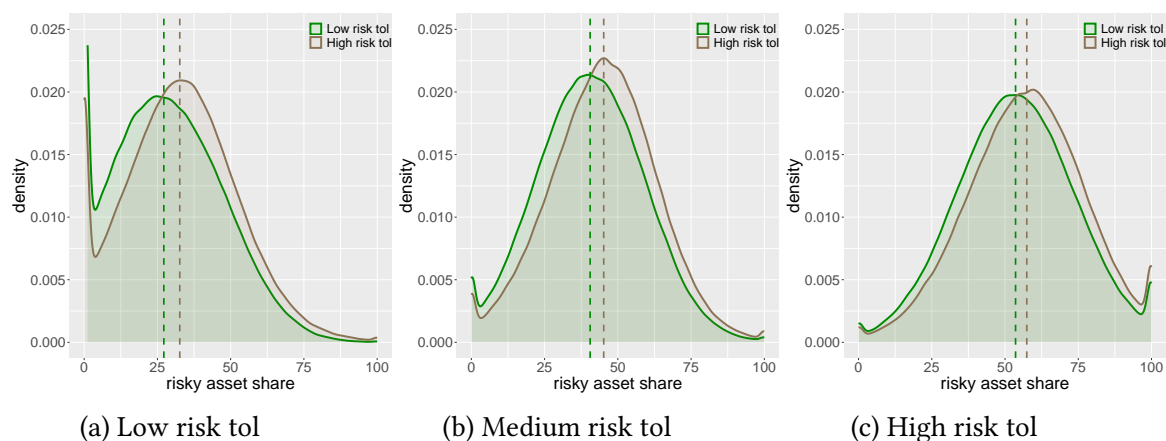 Low risk tol
High risk tol
0.025
0.020
0.015
0.010
0.005
0.000
density
0 25 50 75 100
risky asset share
(a) Low risk tol
Low risk tol
High risk tol
0.025
0.020
0.015
0.010
0.005
0.000
density
0 25 50 75 100
risky asset share
(b) Medium risk tol
Low risk tol
High risk tol
0.025
0.020
0.015
0.010
0.005
0.000
density
0 25 50 75 100
risky asset share
(c) High risk tol